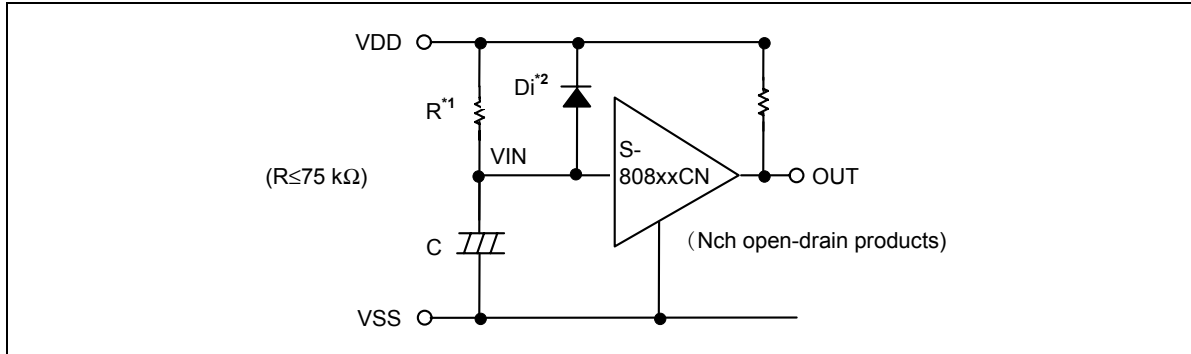 VDD
Di*2
R*1
VIN
S-
808xxCN
(R≤75 kΩ)
OUT
C
（Nch open-drain products)
VSS